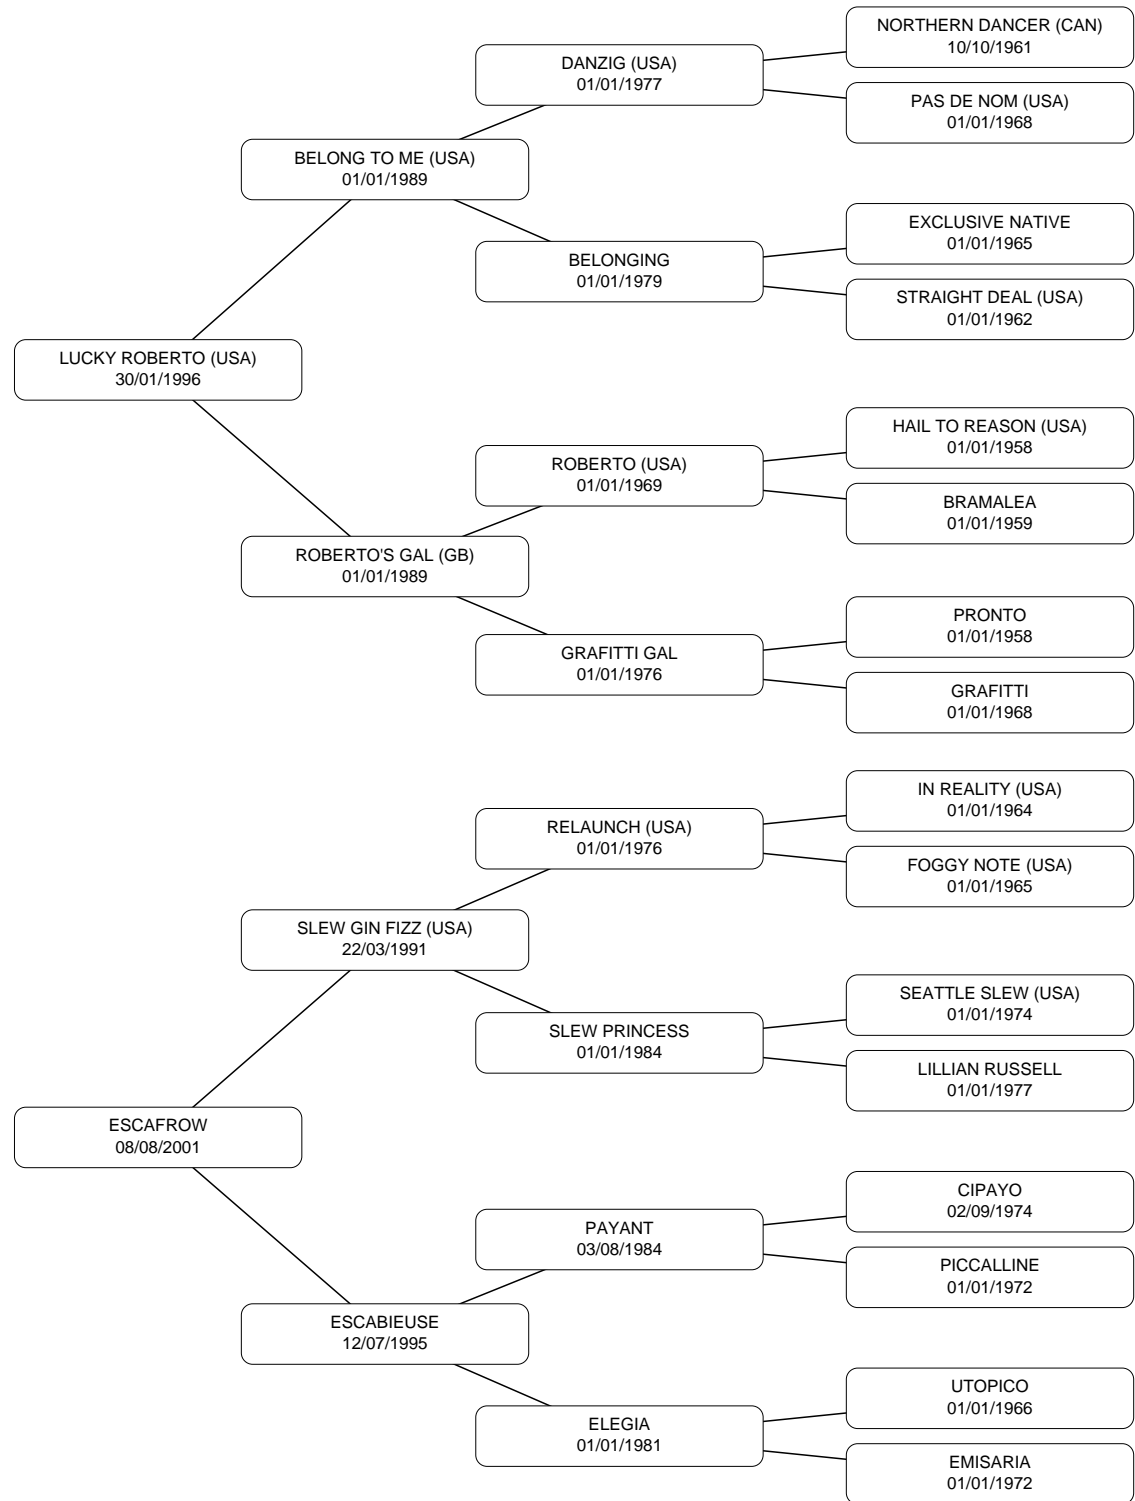 NORTHERN DANCER (CAN)
10/10/1961
DANZIG (USA)
01/01/1977
PAS DE NOM (USA)
01/01/1968
BELONG TO ME (USA)
01/01/1989
EXCLUSIVE NATIVE
01/01/1965
BELONGING
01/01/1979
STRAIGHT DEAL (USA)
01/01/1962
LUCKY ROBERTO (USA)
30/01/1996
HAIL TO REASON (USA)
01/01/1958
ROBERTO (USA)
01/01/1969
BRAMALEA
01/01/1959
ROBERTO'S GAL (GB)
01/01/1989
PRONTO
01/01/1958
GRAFITTI GAL
01/01/1976
GRAFITTI
01/01/1968
IN REALITY (USA)
01/01/1964
RELAUNCH (USA)
01/01/1976
FOGGY NOTE (USA)
01/01/1965
SLEW GIN FIZZ (USA)
22/03/1991
SEATTLE SLEW (USA)
01/01/1974
SLEW PRINCESS
01/01/1984
LILLIAN RUSSELL
01/01/1977
ESCAFROW
08/08/2001
CIPAYO
02/09/1974
PAYANT
03/08/1984
PICCALLINE
01/01/1972
ESCABIEUSE
12/07/1995
UTOPICO
01/01/1966
ELEGIA
01/01/1981
EMISARIA
01/01/1972